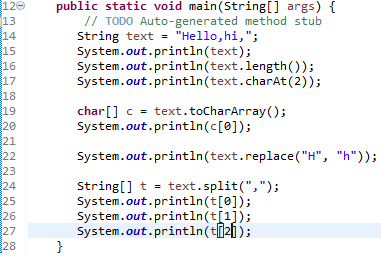 12 public static void main(String[] args) {
13 // TODO Auto-generated method stub
14 String text = "Hello,hi,";
15 System.out.println(text);
16 System.out.println(text.length());
17 System.out.println(text.charAt(2));
18
19 char[] c = text.toCharArray();
20 System.out.println(c[0]);
21
22 System.out.println(text.replace("H", "h"));
23
24 String[] t = text.split(",");
25 System.out.println(t[0]);
26 System.out.println(t[1]);
27 System.out.println(t[2]);
28 }